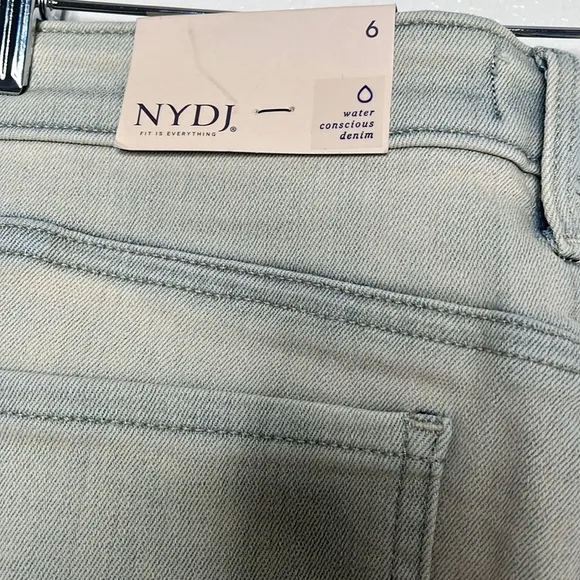 6
NYDJ®
FIT IS EVERYTHING
water
conscious
denim